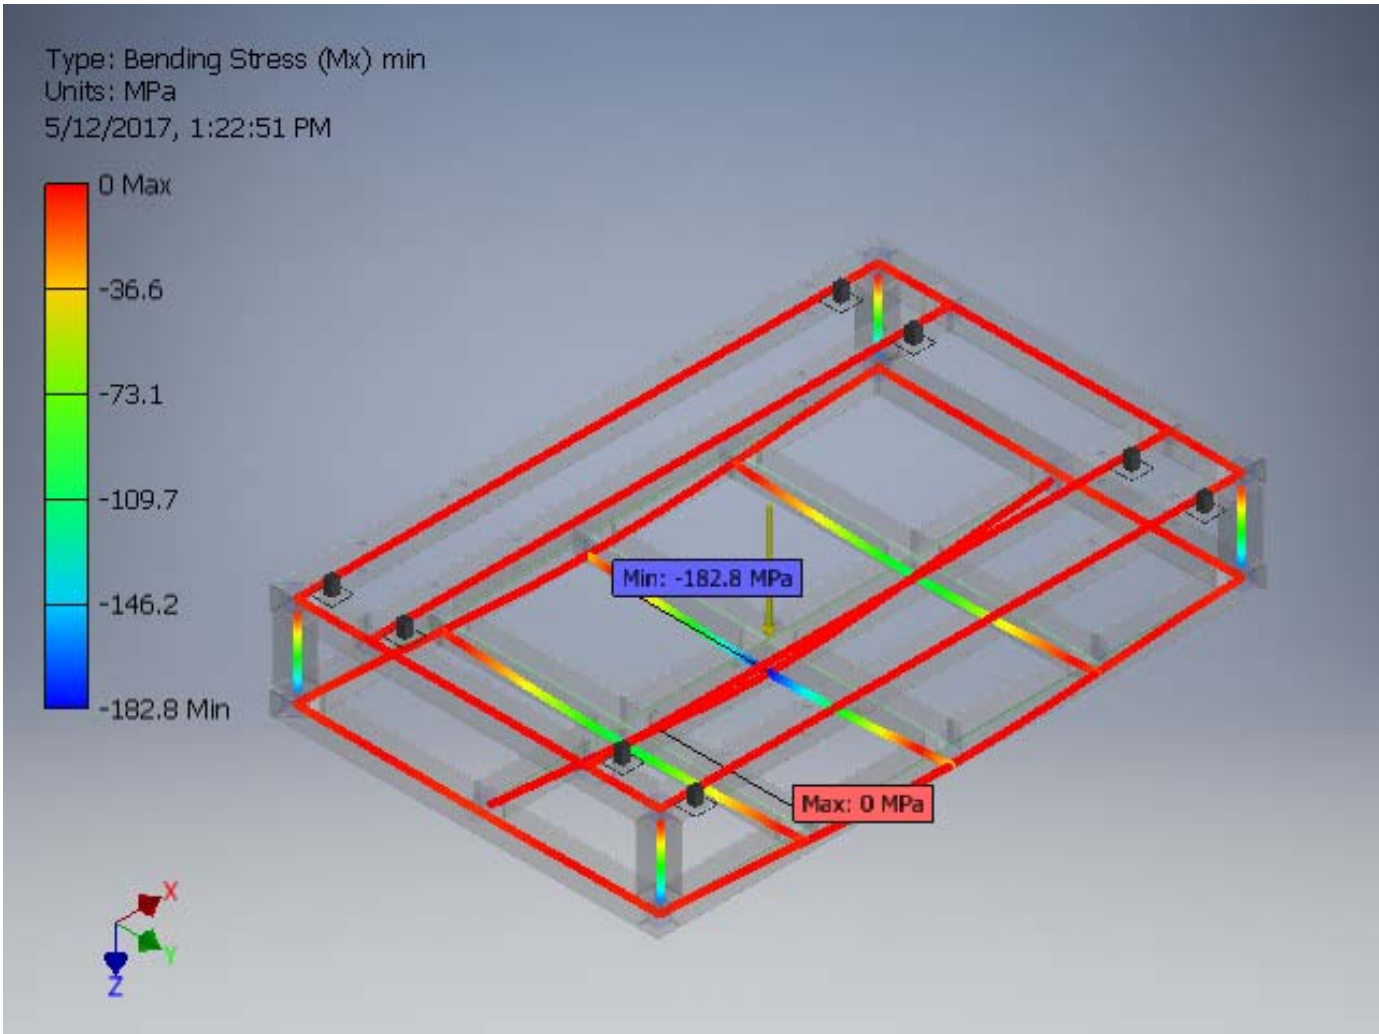 Type: Bending Stress (Mx) min
Units: MPa
5/12/2017, 1:22:51 PM
0 Max
-36.6
-73.1
-109.7
-146.2
-182.8 Min
Min: -182.8 MPa
Max: 0 MPa
X
Y
Z